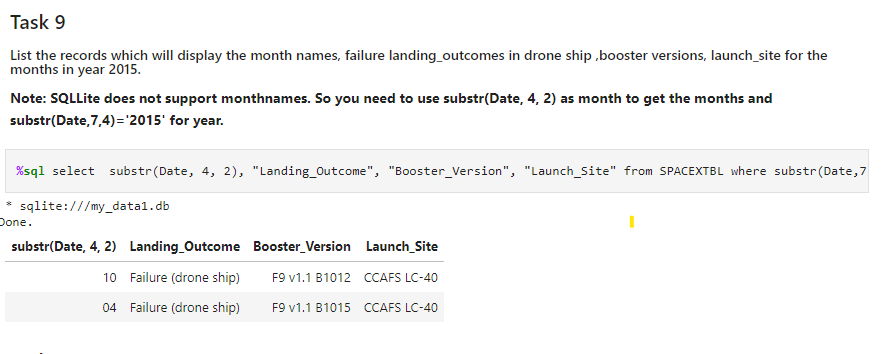 Task 9
List the records which will display the month names, failure landing_outcomes in drone ship ,booster versions, launch_site for the
months in year 2015.
Note: SQLLite does not support monthnames. So you need to use substr(Date, 4, 2) as month to get the months and
substr(Date,7,4)='2015' for year.
%sql select  substr(Date, 4, 2), "Landing_Outcome", "Booster_Version", "Launch_Site" from SPACEXTBL where substr(Date,7
* sqlite:///my_data1.db
Done.
substr(Date, 4, 2) Landing_Outcome Booster_Version Launch_Site
10 Failure (drone ship) F9 v1.1 B1012 CCAFS LC-40
04 Failure (drone ship) F9 v1.1 B1015 CCAFS LC-40